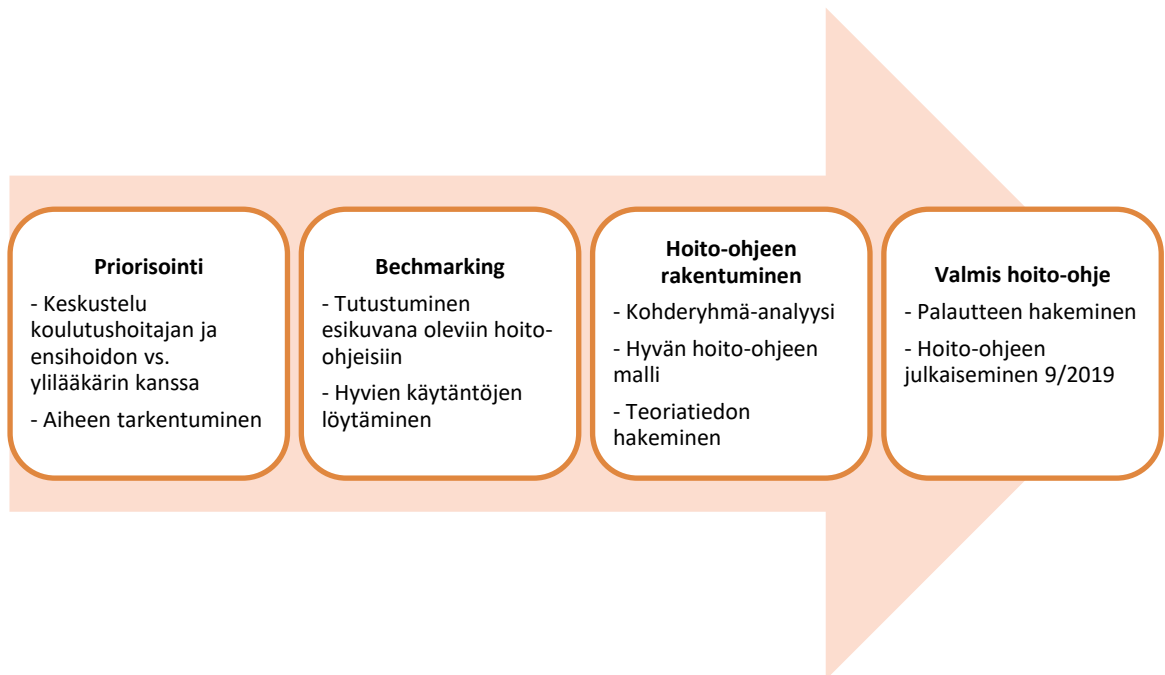 Priorisointi
- Keskustelu
koulutushoitajan ja
ensihoidon vs.
ylilääkärin kanssa
- Aiheen tarkentuminen
Bechmarking
- Tutustuminen
esikuvana oleviin hoito-
ohjeisiin
- Hyvien käytäntöjen
löytäminen
Hoito-ohjeen
rakentuminen
- Kohderyhmä-analyysi
- Hyvän hoito-ohjeen
malli
- Teoriatiedon
hakeminen
Valmis hoito-ohje
- Palautteen hakeminen
- Hoito-ohjeen
julkaiseminen 9/2019